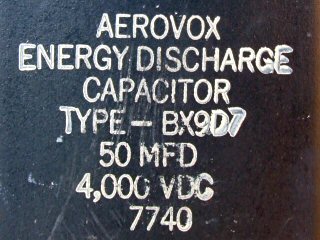 AEROVOX
ENERGY DISCHARGE
CAPACITOR
TYPE - BX9D7
50 MFD
4,000 VDC
7740